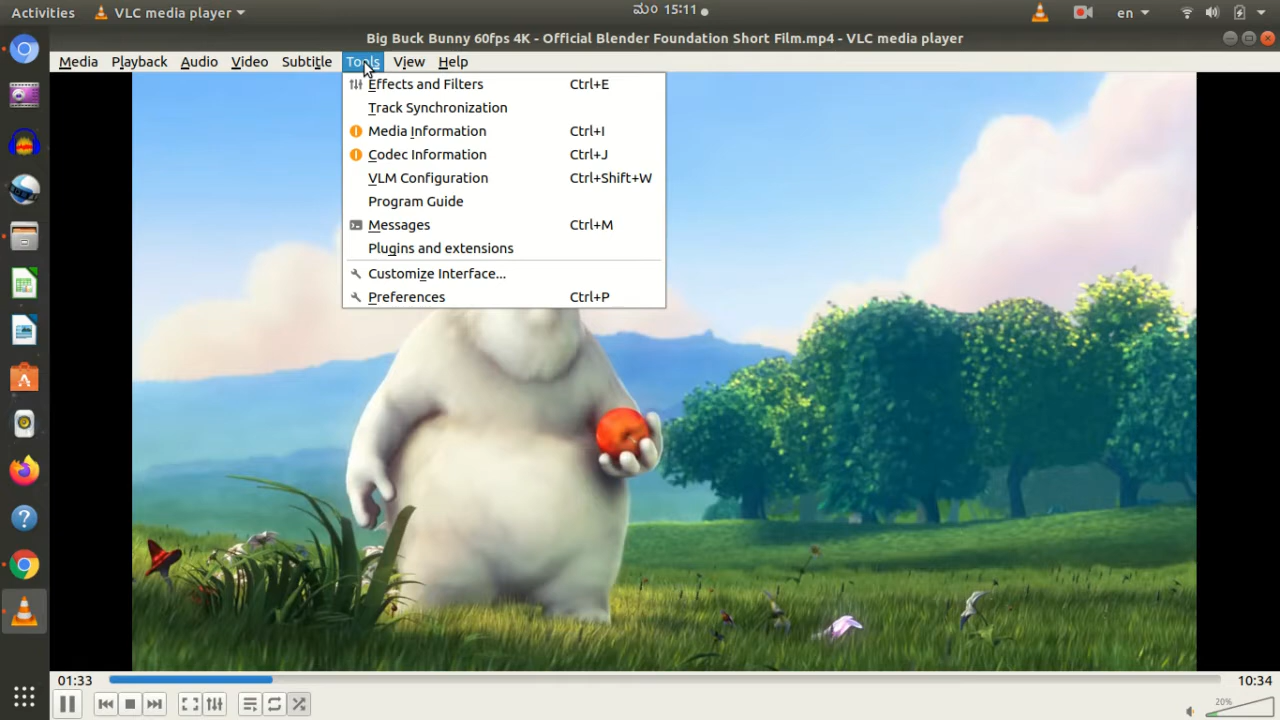 Activities VLC media player ಮಂಗ 15:11 en
Big Buck Bunny 60fps 4K - Official Blender Foundation Short Film.mp4 - VLC media player
Media Playback Audio Video Subtitle Tools View Help
Effects and Filters Ctrl+E
Track Synchronization
Media Information Ctrl+I
Codec Information Ctrl+J
VLM Configuration Ctrl+Shift+W
Program Guide
Messages Ctrl+M
Plugins and extensions
Customize Interface...
Preferences Ctrl+P
01:33 10:34
20%